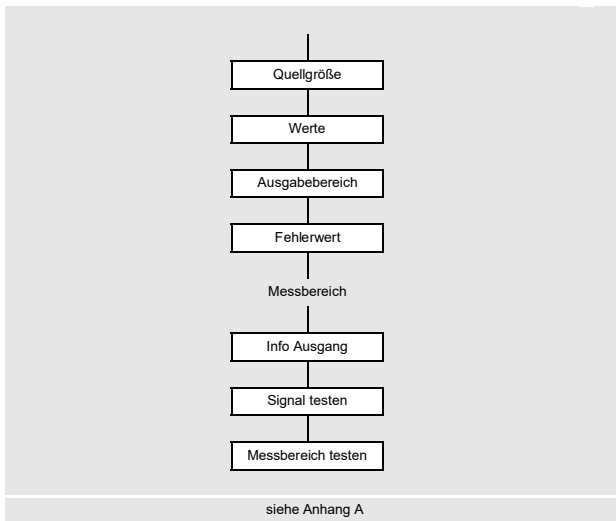 Quellgröße
Werte
Ausgabebereich
Fehlerwert
Messbereich
Info Ausgang
Signal testen
Messbereich testen
siehe Anhang A